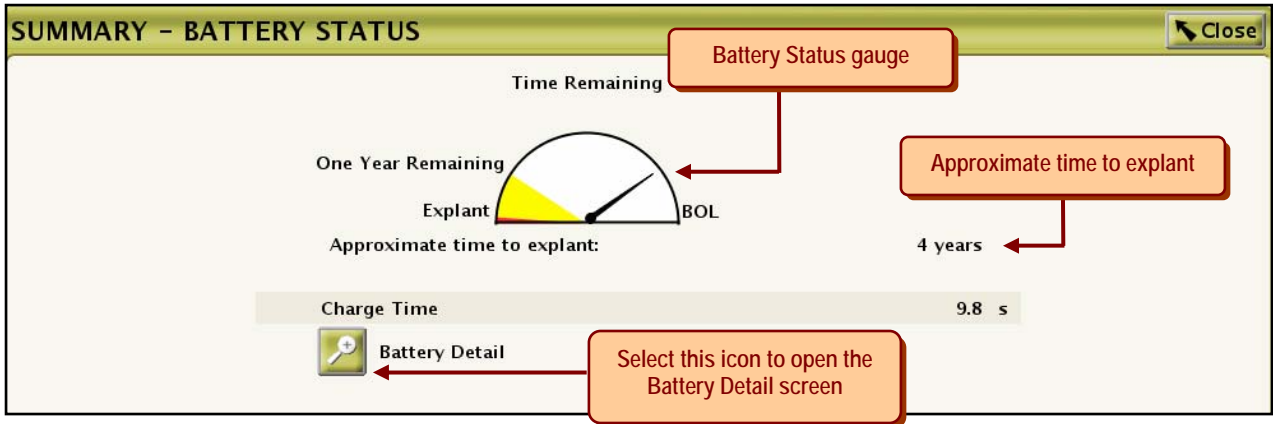 SUMMARY – BATTERY STATUS
Close
Battery Status gauge
Time Remaining
One Year Remaining
Approximate time to explant
Explant
BOL
Approximate time to explant:
4 years
Charge Time
9.8 s
Battery Detail
Select this icon to open the
Battery Detail screen